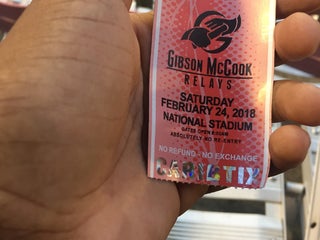 GIBSON McCOOK
RELAYS
SATURDAY
FEBRUARY 24, 2018
NATIONAL STADIUM
GATES OPEN 8:00AM
ABSOLUTELY NO RE-ENTRY
NO REFUND - NO EXCHANGE
CARIBTIX